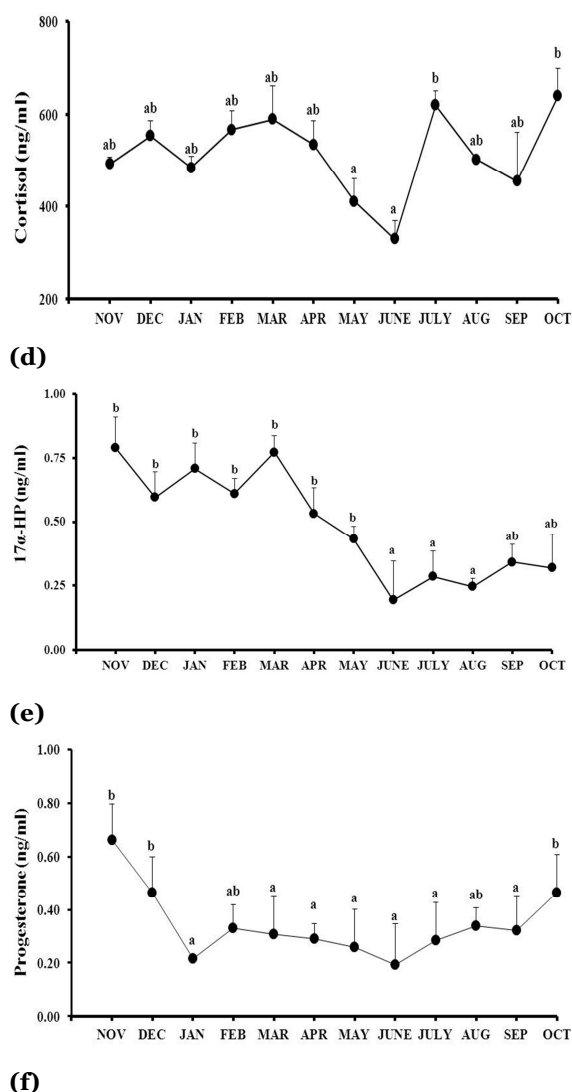 Cortisol (ng/ml)
800
600
400
200
ab
ab
ab
ab
ab
ab
a
a
b
ab
ab
b
NOV DEC JAN FEB MAR APR MAY JUNE JULY AUG SEP OCT
(d)
17α-HP (ng/ml)
1.00
0.75
0.50
0.25
0.00
b
b
b
b
b
b
b
a
a
a
ab
ab
NOV DEC JAN FEB MAR APR MAY JUNE JULY AUG SEP OCT
(e)
Progesterone (ng/ml)
1.00
0.80
0.60
0.40
0.20
0.00
b
b
a
ab
a
a
a
a
a
ab
a
b
NOV DEC JAN FEB MAR APR MAY JUNE JULY AUG SEP OCT
(f)